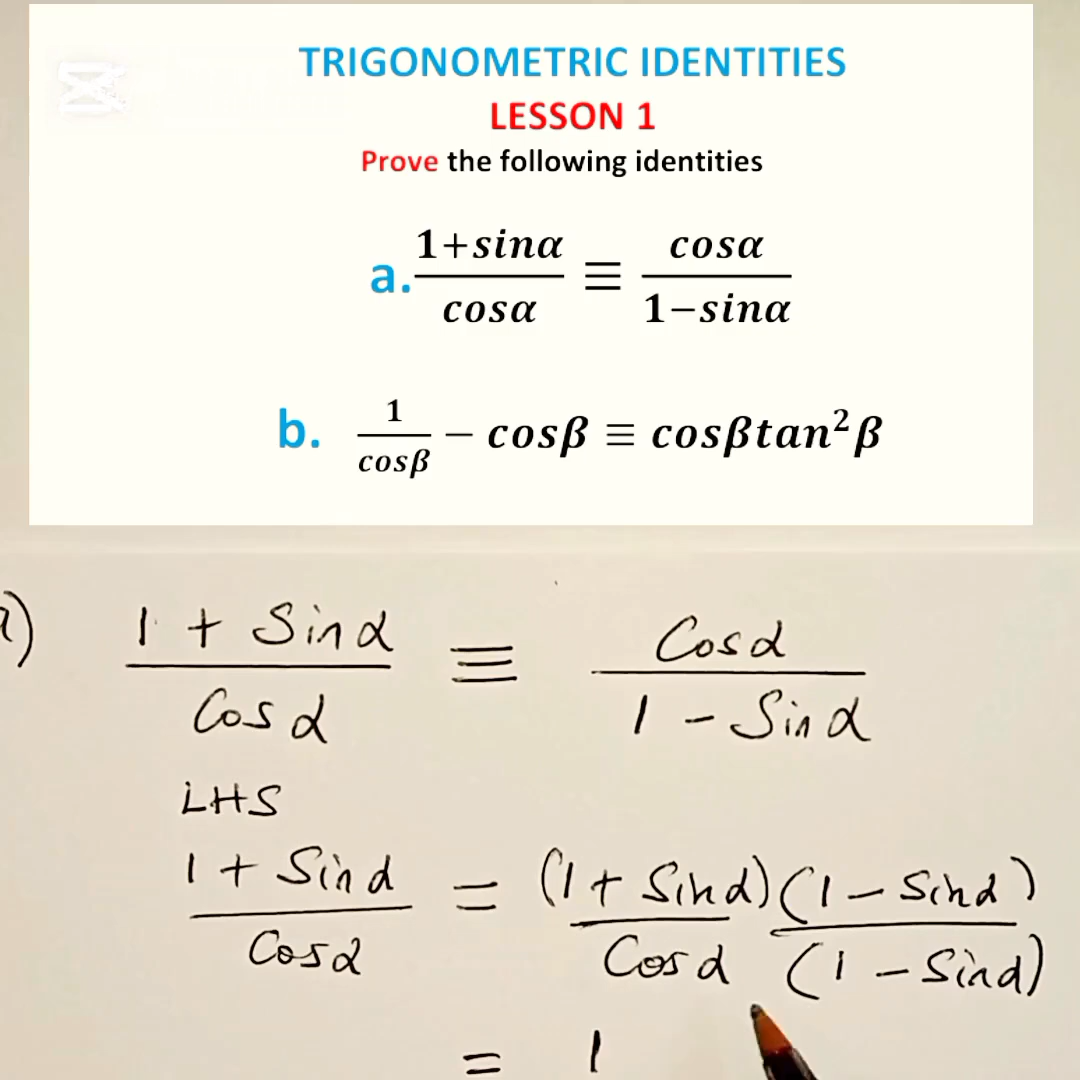 TRIGONOMETRIC IDENTITIES
LESSON 1
Prove the following identities
a. (1+sinα)/(cosα) ≡ (cosα)/(1−sinα)
b. 1/(cosβ) − cosβ ≡ cosβtan²β
a) (1 + Sinα)/(Cosα) ≡ (Cosα)/(1 − Sinα)
LHS
(1 + Sinα)/(Cosα) = (1 + Sinα)/(Cosα) (1 − Sinα)/(1 − Sinα)
= 1